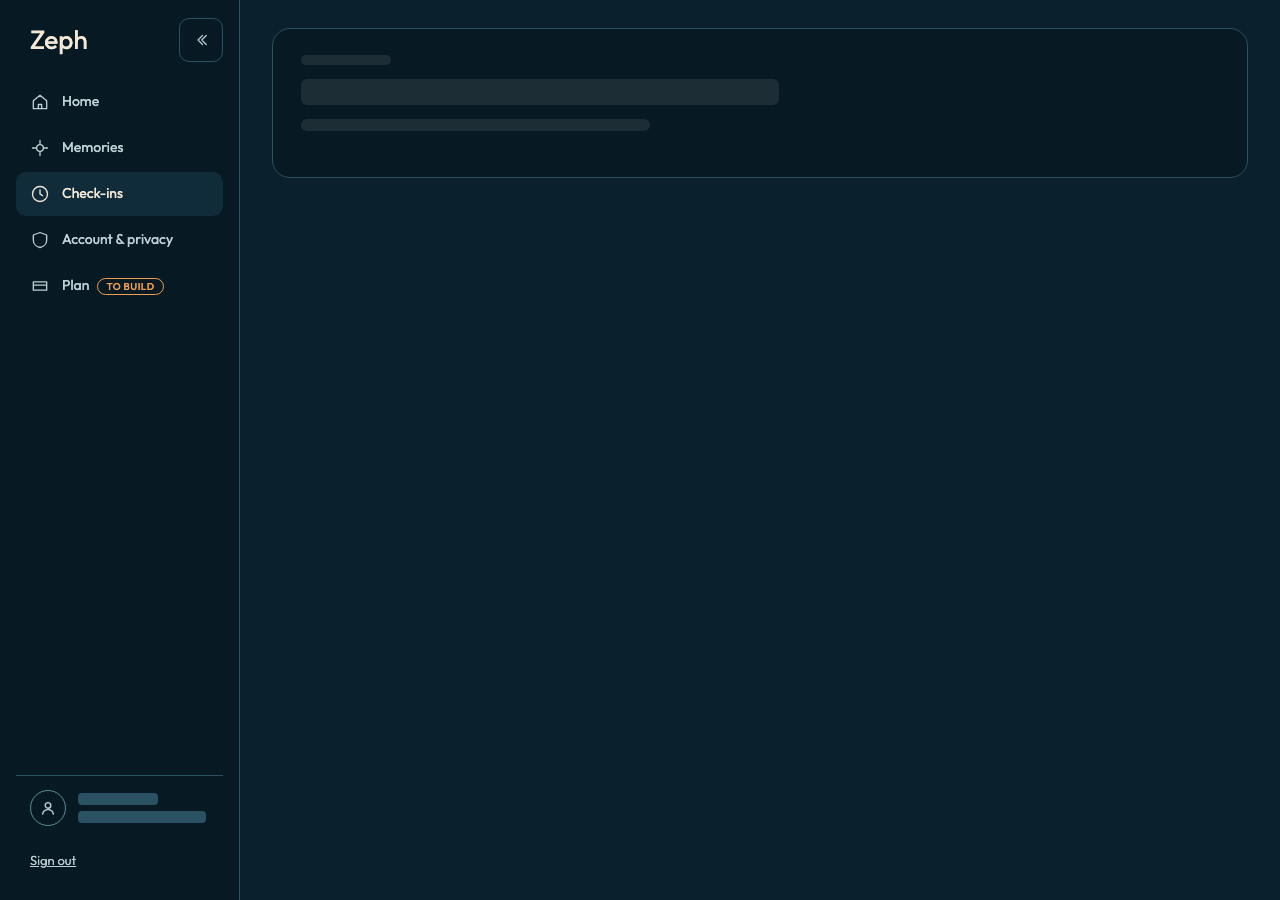 Zeph
Home
Memories
Check-ins
Account & privacy
Plan TO BUILD
Sign out